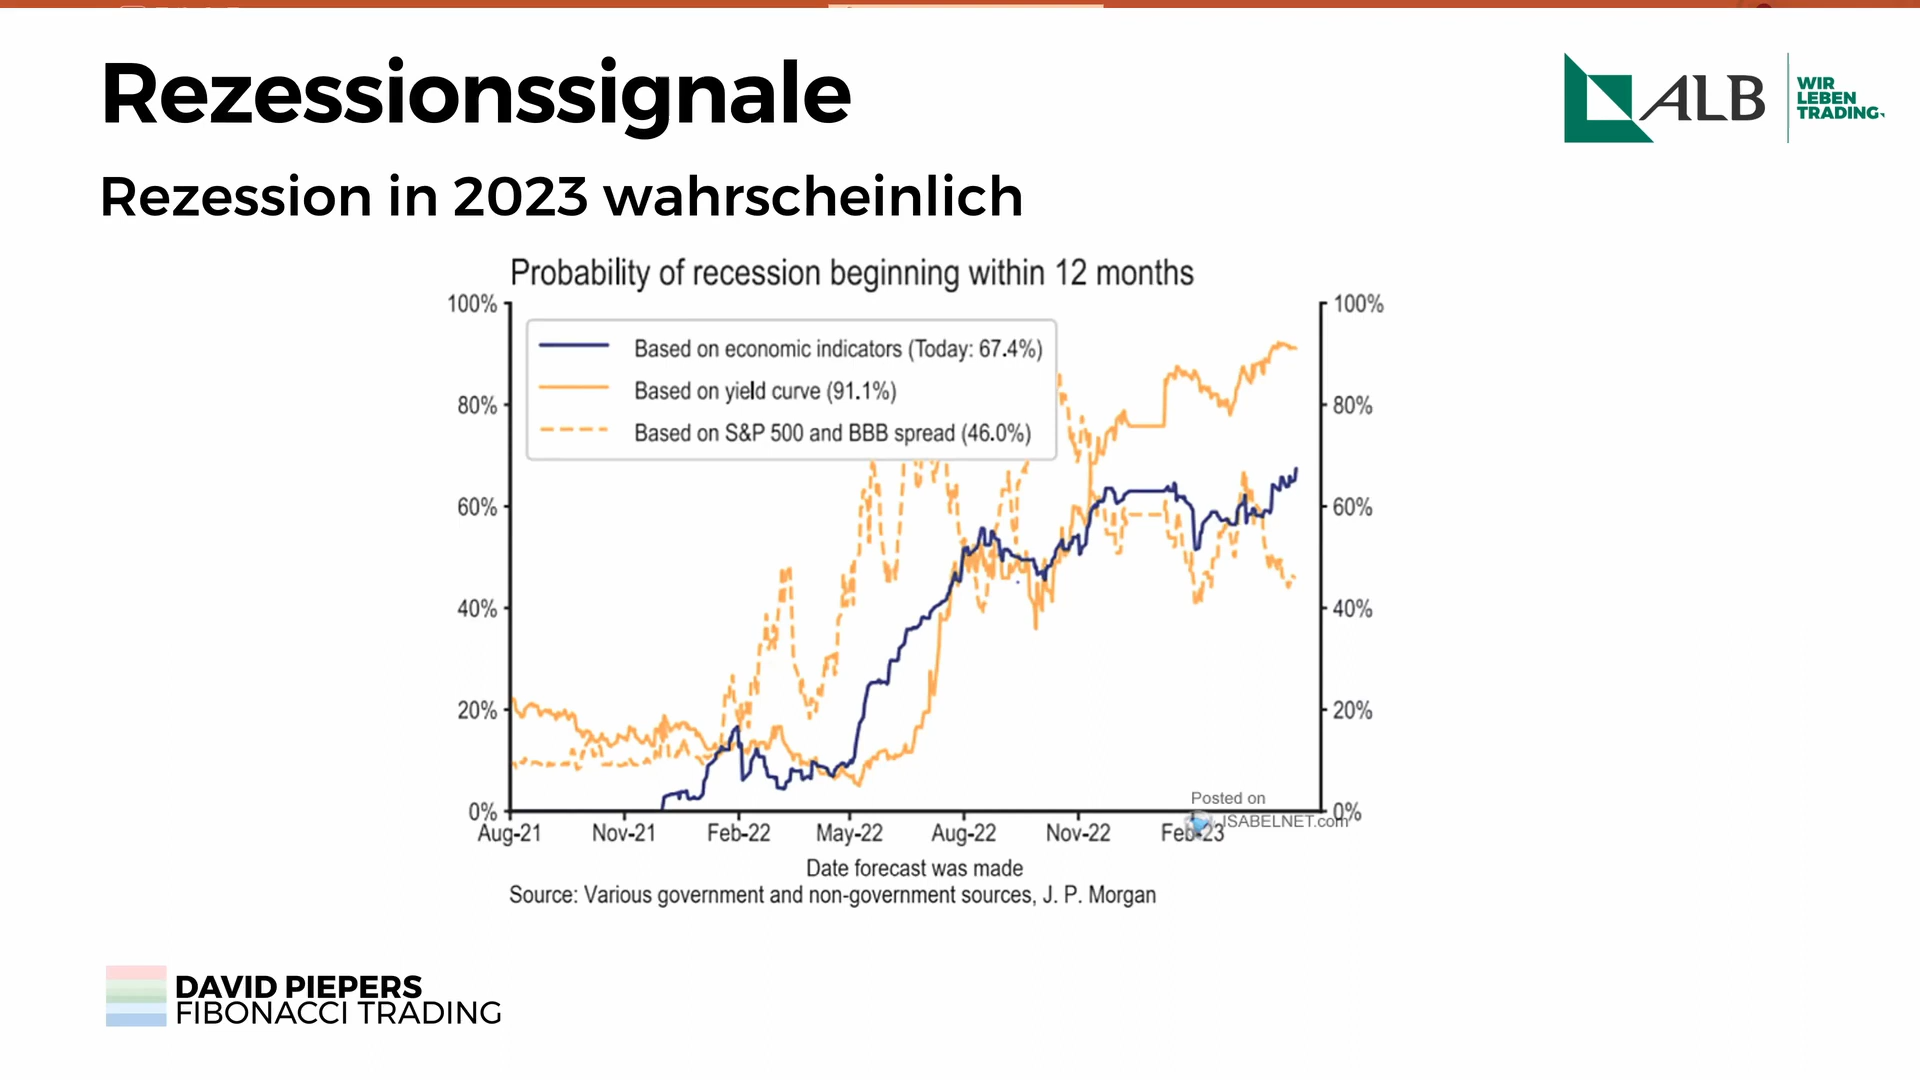 Rezessionssignale
ALB
WIR
LEBEN
TRADING
Rezession in 2023 wahrscheinlich
Probability of recession beginning within 12 months
100%
80%
60%
40%
20%
0%
Based on economic indicators (Today: 67.4%)
Based on yield curve (91.1%)
Based on S&P 500 and BBB spread (46.0%)
100%
80%
60%
40%
20%
0%
Posted on
ISABELNET.com
Aug-21 Nov-21 Feb-22 May-22 Aug-22 Nov-22 Feb-23
Date forecast was made
Source: Various government and non-government sources, J. P. Morgan
DAVID PIEPERS
FIBONACCI TRADING